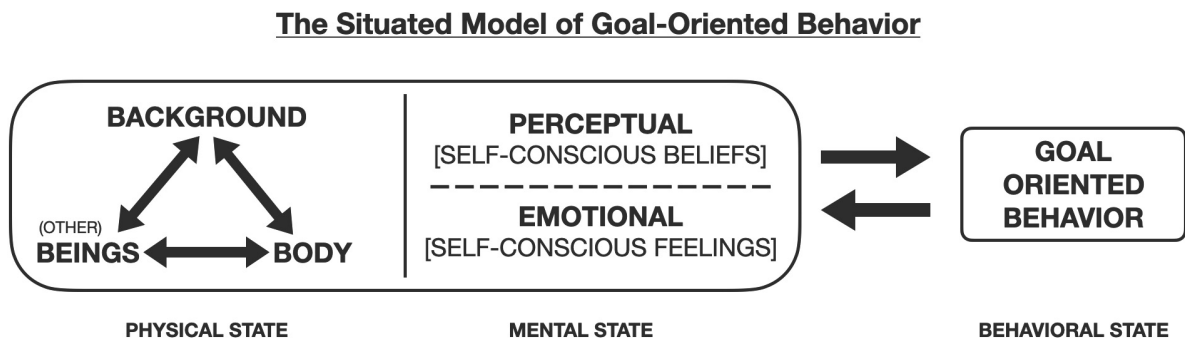 The Situated Model of Goal-Oriented Behavior
BACKGROUND
(OTHER)
BEINGS
BODY
PERCEPTUAL
[SELF-CONSCIOUS BELIEFS]
EMOTIONAL
[SELF-CONSCIOUS FEELINGS]
GOAL
ORIENTED
BEHAVIOR
PHYSICAL STATE
MENTAL STATE
BEHAVIORAL STATE